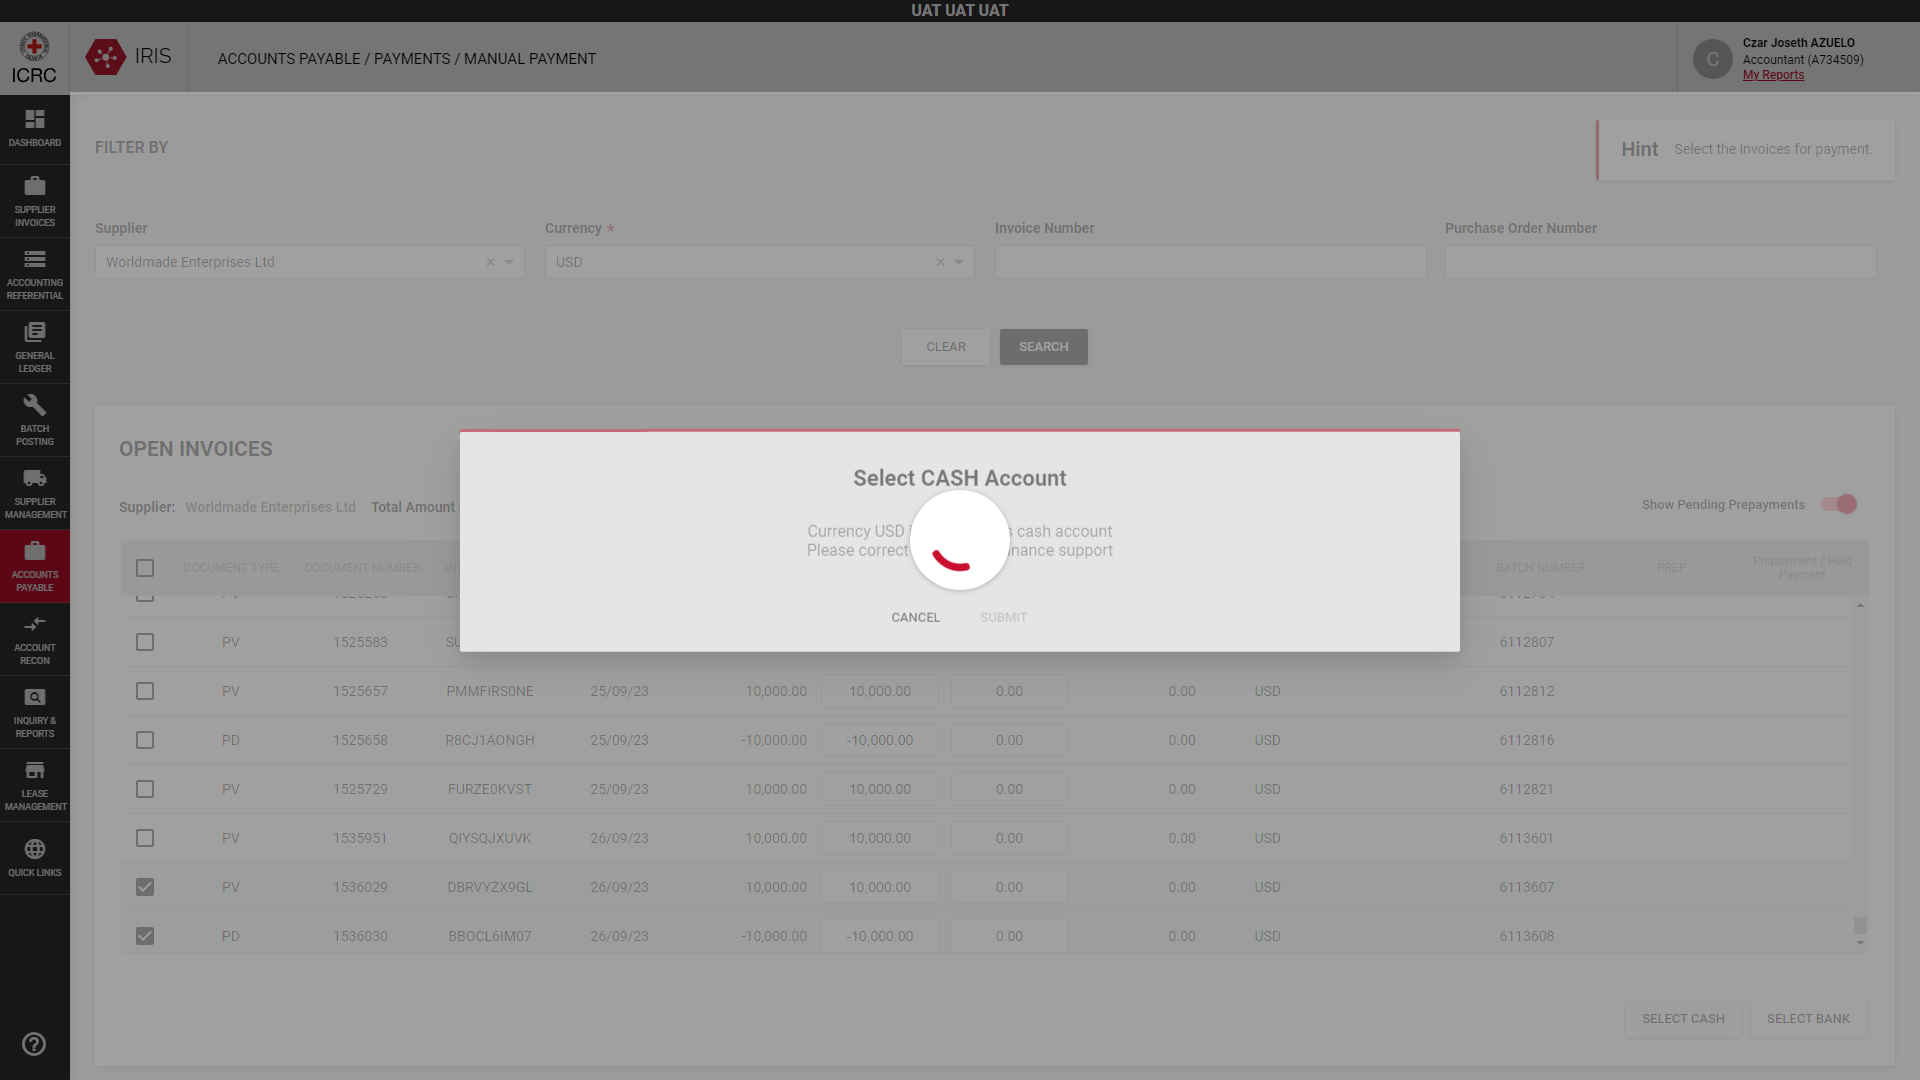 UAT UAT UAT
ICRC
IRIS
ACCOUNTS PAYABLE / PAYMENTS / MANUAL PAYMENT
C
Czar Joseth AZUELO
Accountant (A734509)
My Reports
DASHBOARD
SUPPLIER
INVOICES
ACCOUNTING
REFERENTIAL
GENERAL
LEDGER
BATCH
POSTING
SUPPLIER
MANAGEMENT
ACCOUNTS
PAYABLE
ACCOUNT
RECON
INQUIRY &
REPORTS
LEASE
MANAGEMENT
QUICK LINKS
FILTER BY
Hint Select the invoices for payment.
Supplier Currency * Invoice Number Purchase Order Number
Worldmade Enterprises Ltd USD
CLEAR SEARCH
OPEN INVOICES
Supplier: Worldmade Enterprises Ltd Total Amount
Show Pending Prepayments
Select CASH Account
Currency USD cash account
Please correct finance support
CANCEL SUBMIT
DOCUMENT TYPE DOCUMENT NUMBER BATCH NUMBER PREP Prepayment / Held
Payment
PV 1525583 6112807
PV 1525657 PMMFIRS0NE 25/09/23 10,000.00 10,000.00 0.00 0.00 USD 6112812
PD 1525658 R8CJ1AONGH 25/09/23 -10,000.00 -10,000.00 0.00 0.00 USD 6112816
PV 1525729 FURZE0KVST 25/09/23 10,000.00 10,000.00 0.00 0.00 USD 6112821
PV 1535951 QIYSQJXUVK 26/09/23 10,000.00 10,000.00 0.00 0.00 USD 6113601
PV 1536029 DBRVYZX9GL 26/09/23 10,000.00 10,000.00 0.00 0.00 USD 6113607
PD 1536030 BBOCL6IM07 26/09/23 -10,000.00 -10,000.00 0.00 0.00 USD 6113608
SELECT CASH SELECT BANK